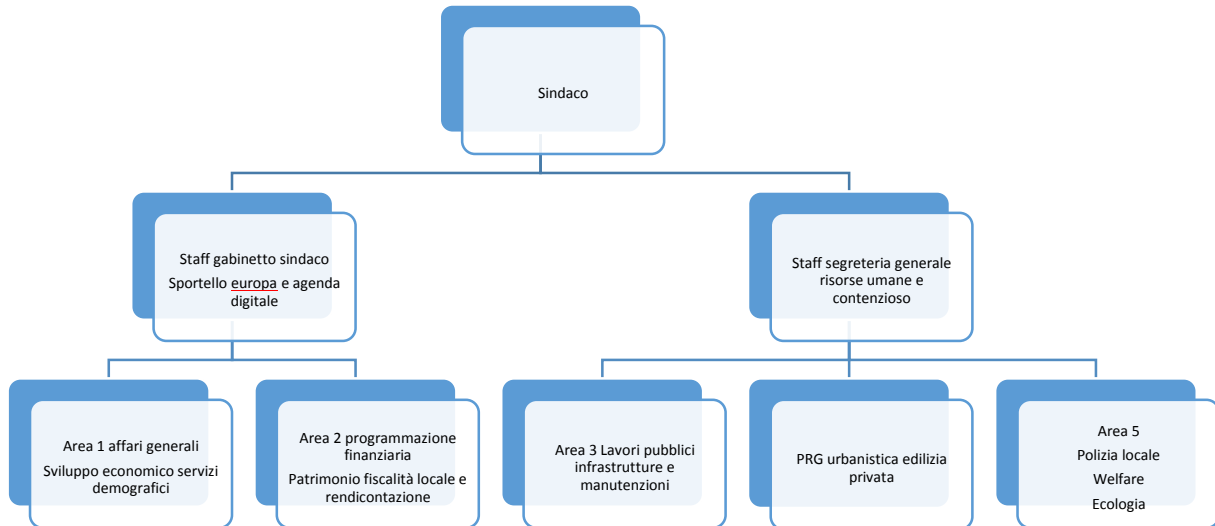 Sindaco
Staff gabinetto sindaco
Sportello europa e agenda
digitale
Staff segreteria generale
risorse umane e
contenzioso
Area 1 affari generali
Sviluppo economico servizi
demografici
Area 2 programmazione
finanziaria
Patrimonio fiscalità locale e
rendicontazione
Area 3 Lavori pubblici
infrastrutture e
manutenzioni
PRG urbanistica edilizia
privata
Area 5
Polizia locale
Welfare
Ecologia